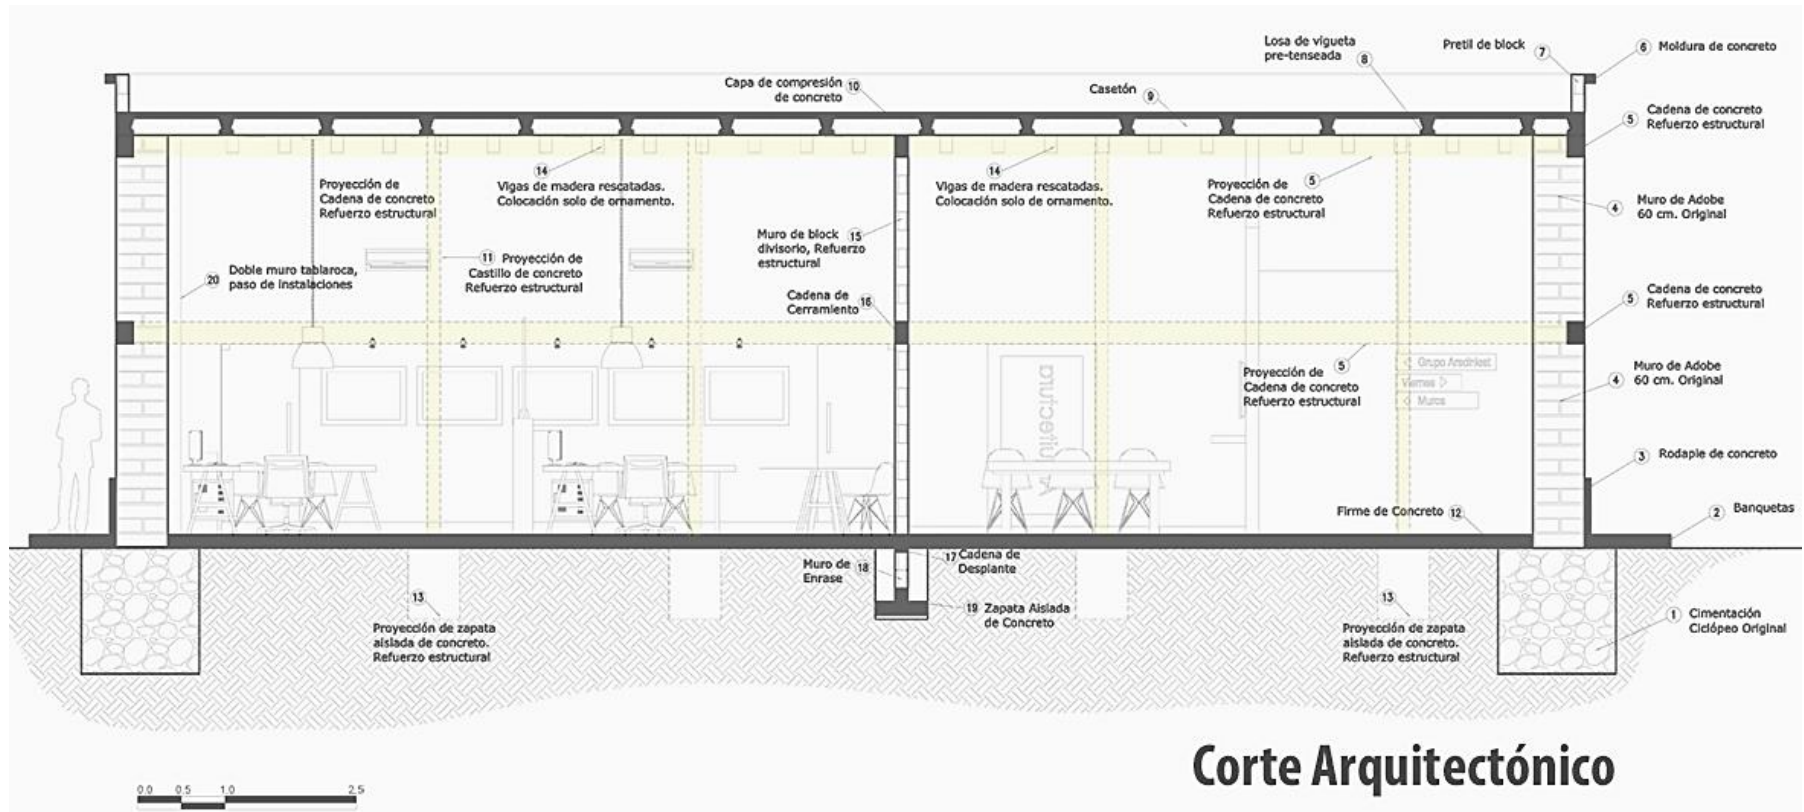 Losa de vigueta
pre-tenseada
8
Pretil de block 7
6 Moldura de concreto
Capa de compresión 10
de concreto
Casetón
9
Cadena de concreto
5 Refuerzo estructural
14
Vigas de madera rescatadas.
Colocación solo de ornamento.
14
Vigas de madera rescatadas.
Colocación solo de ornamento.
Proyección de
Cadena de concreto
Refuerzo estructural
Proyección de 5
Cadena de concreto
Refuerzo estructural
4 Muro de Adobe
60 cm. Original
Muro de block 15
divisorio, Refuerzo
estructural
11 Proyección de
Castillo de concreto
Refuerzo estructural
20 Doble muro tablaroca,
paso de instalaciones
Cadena de
Cerramiento 16
Cadena de concreto
5 Refuerzo estructural
Proyección de 5
Cadena de concreto
Refuerzo estructural
Viernes
Muros
Muro de Adobe
4 60 cm. Original
3 Rodapie de concreto
Firme de Concreto 12
2 Banquetas
17 Cadena de
Desplante
Muro de 18
Enrase
19 Zapata Aislada
de Concreto
13
Proyección de zapata
aislada de concreto.
Refuerzo estructural
13
Proyección de zapata
aislada de concreto.
Refuerzo estructural
1 Cimentación
Ciclópeo Original
Corte Arquitectónico
0.0 0.5 1.0 2.5